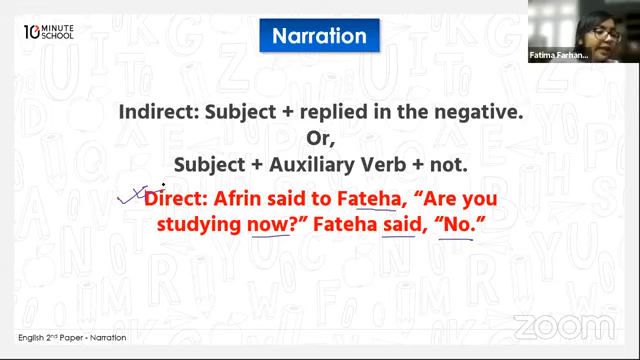 10 MINUTE
SCHOOL
Narration
Fatima Farhan...
Indirect: Subject + replied in the negative.
Or,
Subject + Auxiliary Verb + not.
Direct: Afrin said to Fateha, “Are you
studying now?” Fateha said, “No.”
English 2nd Paper - Narration
zoom